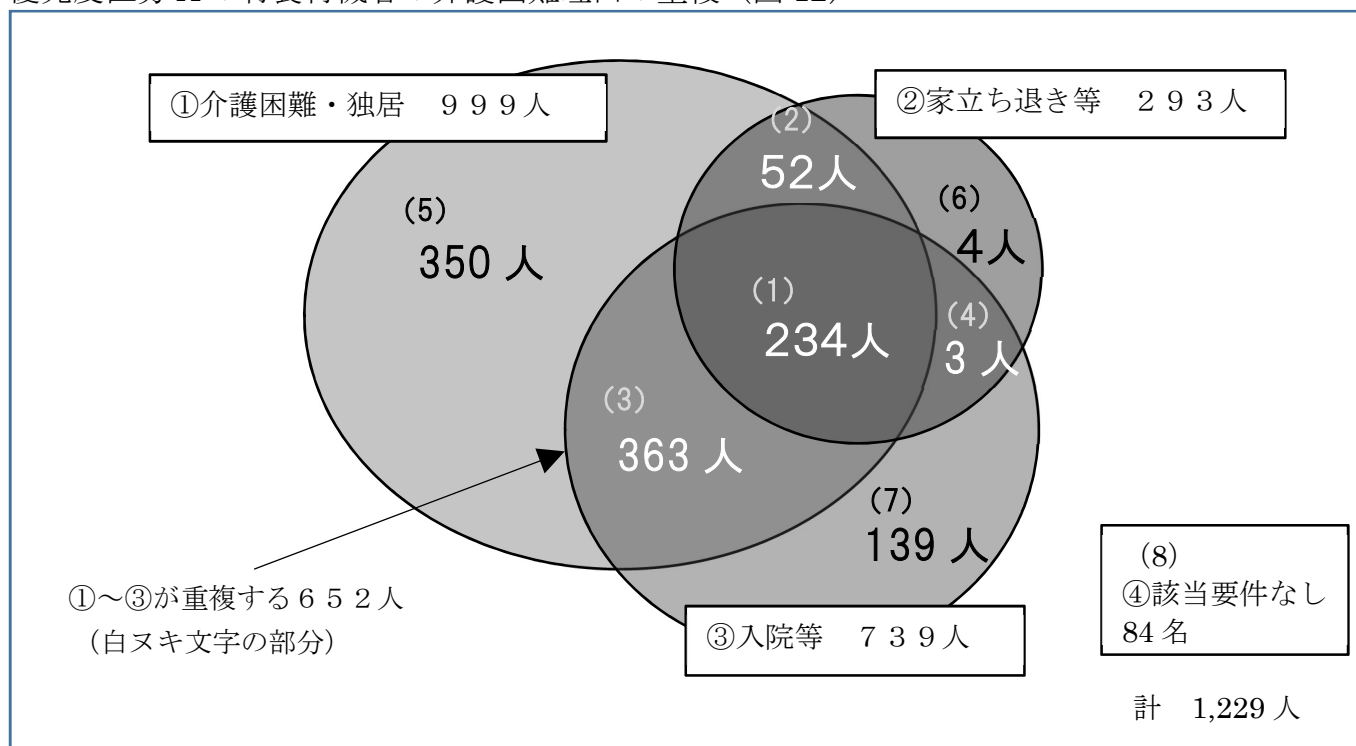 ①介護困難・独居　９９９人
②家立ち退き等　２９３人
(2)
52人
(5)
350 人
(6)
4人
(1)
234人
(4)
3 人
(3)
363 人
(7)
139 人
①～③が重複する６５２人
（白ヌキ文字の部分）
③入院等　７３９人
(8)
④該当要件なし
84 名
計　1,229 人